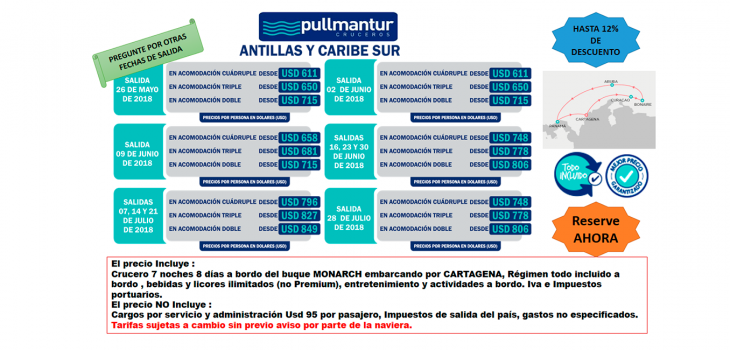 pullmantur
CRUCEROS
ANTILLAS Y CARIBE SUR
PREGUNTE POR OTRAS
FECHAS DE SALIDA
HASTA 12%
DE
DESCUENTO
SALIDA
26 DE MAYO
DE 2018
EN ACOMODACIÓN CUÁDRUPLE DESDE USD 611
EN ACOMODACIÓN TRIPLE DESDE USD 650
EN ACOMODACIÓN DOBLE DESDE USD 715
PRECIOS POR PERSONA EN DOLARES (USD)
SALIDA
02 DE JUNIO
DE 2018
EN ACOMODACIÓN CUÁDRUPLE DESDE USD 611
EN ACOMODACIÓN TRIPLE DESDE USD 650
EN ACOMODACIÓN DOBLE DESDE USD 715
PRECIOS POR PERSONA EN DOLARES (USD)
SALIDA
09 DE JUNIO
DE 2018
EN ACOMODACIÓN CUÁDRUPLE DESDE USD 658
EN ACOMODACIÓN TRIPLE DESDE USD 681
EN ACOMODACIÓN DOBLE DESDE USD 715
PRECIOS POR PERSONA EN DOLARES (USD)
SALIDAS
16, 23 Y 30
DE JUNIO
DE 2018
EN ACOMODACIÓN CUÁDRUPLE DESDE USD 748
EN ACOMODACIÓN TRIPLE DESDE USD 778
EN ACOMODACIÓN DOBLE DESDE USD 806
PRECIOS POR PERSONA EN DOLARES (USD)
SALIDAS
07, 14 Y 21
DE JULIO
DE 2018
EN ACOMODACIÓN CUÁDRUPLE DESDE USD 796
EN ACOMODACIÓN TRIPLE DESDE USD 827
EN ACOMODACIÓN DOBLE DESDE USD 849
PRECIOS POR PERSONA EN DOLARES (USD)
SALIDA
28 DE JULIO
DE 2018
EN ACOMODACIÓN CUÁDRUPLE DESDE USD 748
EN ACOMODACIÓN TRIPLE DESDE USD 778
EN ACOMODACIÓN DOBLE DESDE USD 806
PRECIOS POR PERSONA EN DOLARES (USD)
ARUBA
CURACAO
BONAIRE
CARTAGENA
PANAMA
TODO
INCLUIDO
MEJOR PRECIO
GARANTIZADO
Reserve
AHORA
El precio Incluye :
Crucero 7 noches 8 días a bordo del buque MONARCH embarcando por CARTAGENA, Régimen todo incluido a
bordo , bebidas y licores ilimitados (no Premium), entretenimiento y actividades a bordo. Iva e Impuestos
portuarios.
El precio NO Incluye :
Cargos por servicio y administración Usd 95 por pasajero, Impuestos de salida del país, gastos no especificados.
Tarifas sujetas a cambio sin previo aviso por parte de la naviera.